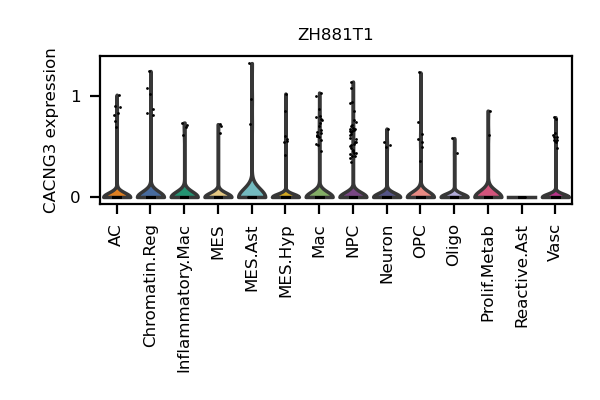 ZH881T1
CACNG3 expression
1
0
AC
Chromatin.Reg
Inflammatory.Mac
MES
MES.Ast
MES.Hyp
Mac
NPC
Neuron
OPC
Oligo
Prolif.Metab
Reactive.Ast
Vasc